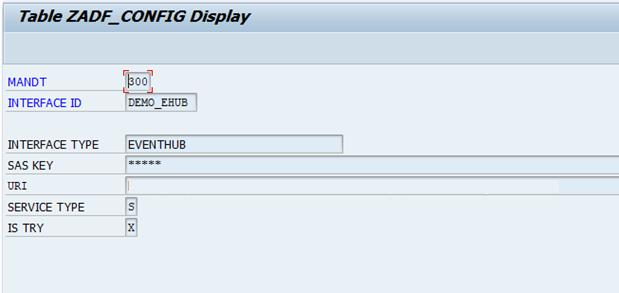 Table ZADF_CONFIG Display
MANDT 300
INTERFACE ID DEMO_EHUB
INTERFACE TYPE EVENTHUB
SAS KEY *****
URI
SERVICE TYPE S
IS TRY X